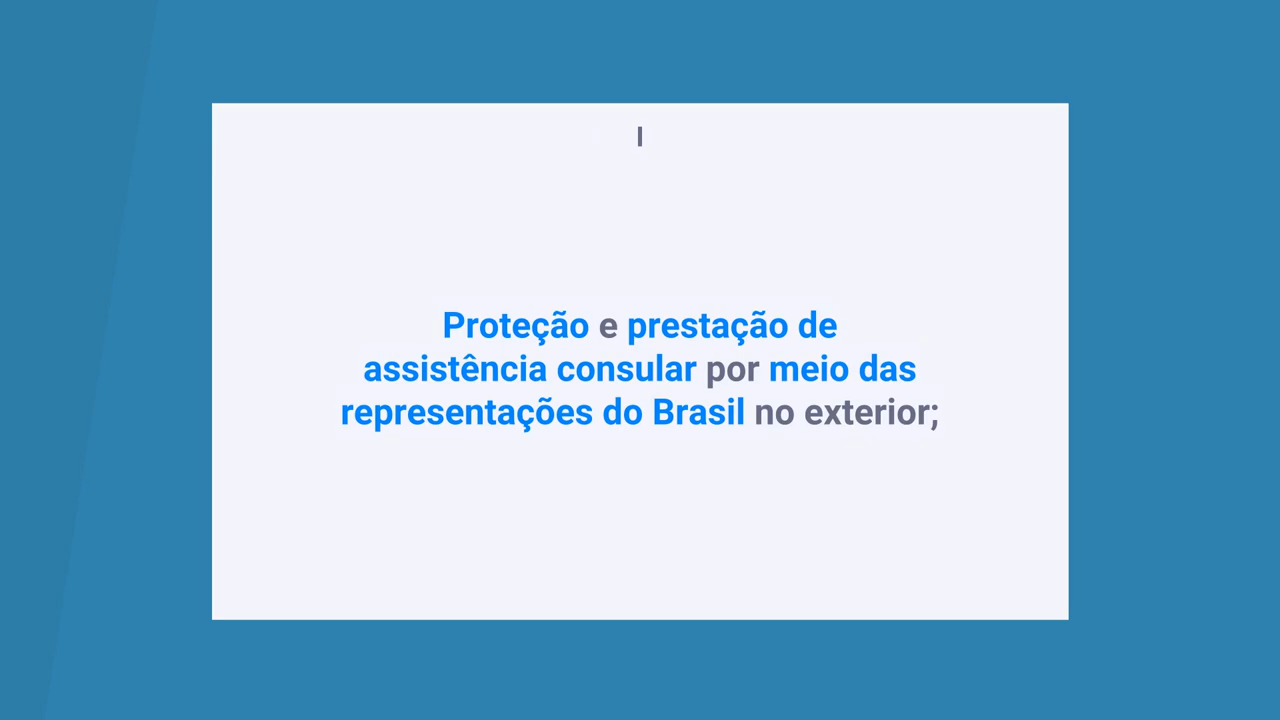 I
Proteção e prestação de
assistência consular por meio das
representações do Brasil no exterior;